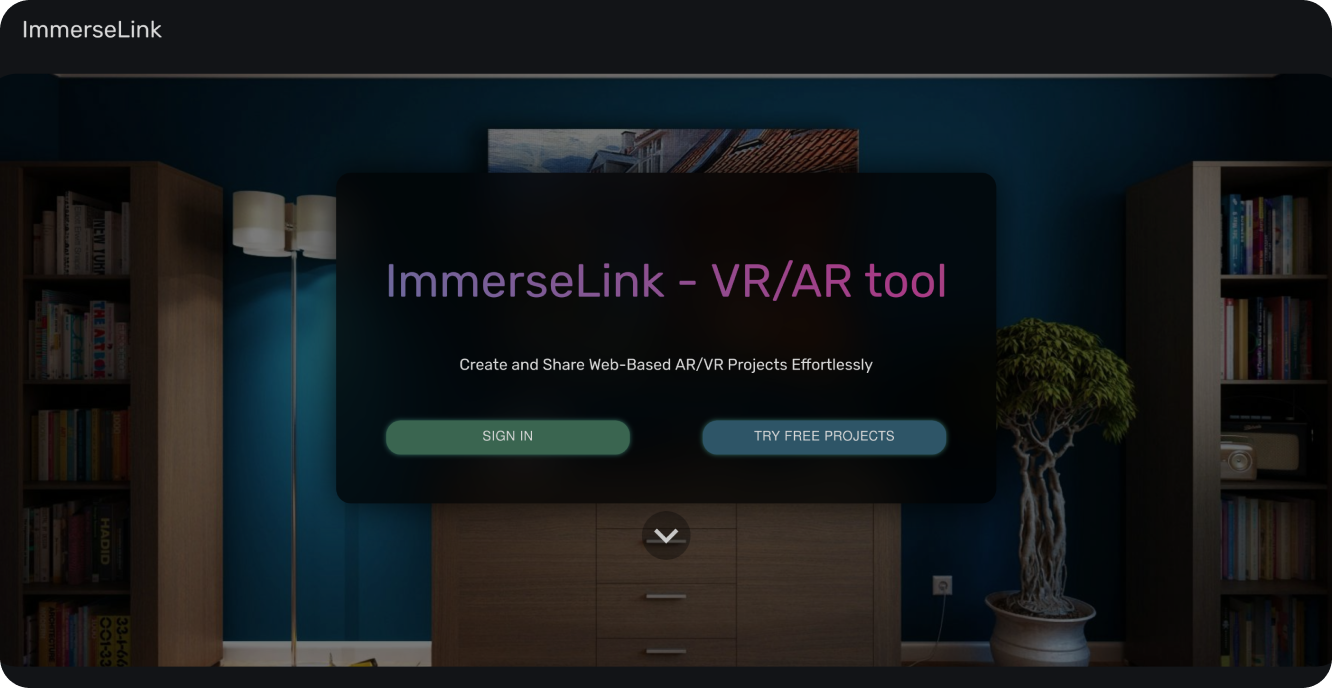 ImmerseLink
ImmerseLink - VR/AR tool
Create and Share Web-Based AR/VR Projects Effortlessly
SIGN IN
TRY FREE PROJECTS
HADID